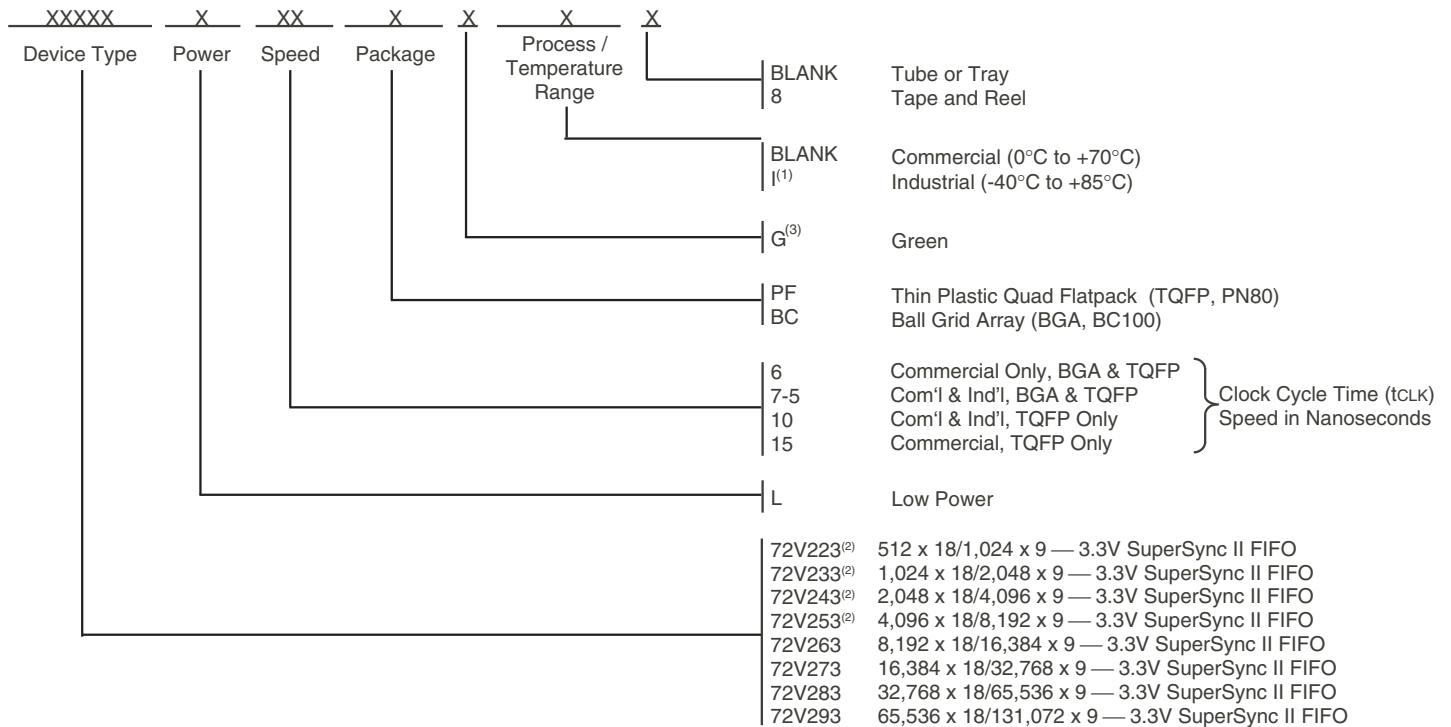 XXXXX X XX X X X X
Device Type Power Speed Package Process /
Temperature
Range
BLANK Tube or Tray
8 Tape and Reel
BLANK Commercial (0°C to +70°C)
I(1) Industrial (-40°C to +85°C)
G(3) Green
PF Thin Plastic Quad Flatpack (TQFP, PN80)
BC Ball Grid Array (BGA, BC100)
6 Commercial Only, BGA & TQFP
7-5 Com'l & Ind'l, BGA & TQFP
10 Com'l & Ind'l, TQFP Only
15 Commercial, TQFP Only
Clock Cycle Time (tCLK)
Speed in Nanoseconds
L Low Power
72V223(2) 512 x 18/1,024 x 9 — 3.3V SuperSync II FIFO
72V233(2) 1,024 x 18/2,048 x 9 — 3.3V SuperSync II FIFO
72V243(2) 2,048 x 18/4,096 x 9 — 3.3V SuperSync II FIFO
72V253(2) 4,096 x 18/8,192 x 9 — 3.3V SuperSync II FIFO
72V263 8,192 x 18/16,384 x 9 — 3.3V SuperSync II FIFO
72V273 16,384 x 18/32,768 x 9 — 3.3V SuperSync II FIFO
72V283 32,768 x 18/65,536 x 9 — 3.3V SuperSync II FIFO
72V293 65,536 x 18/131,072 x 9 — 3.3V SuperSync II FIFO